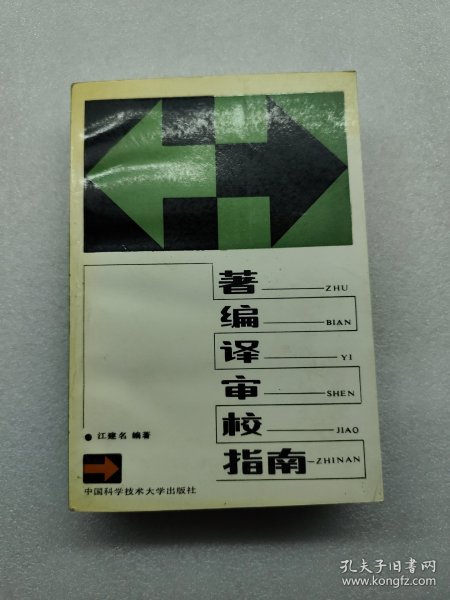 著 ZHU
编 BIAN
译 YI
审 SHEN
校 JIAO
指南 ZHINAN
江建名 编著
中国科学技术大学出版社
孔夫子旧书网
www.kongfz.com